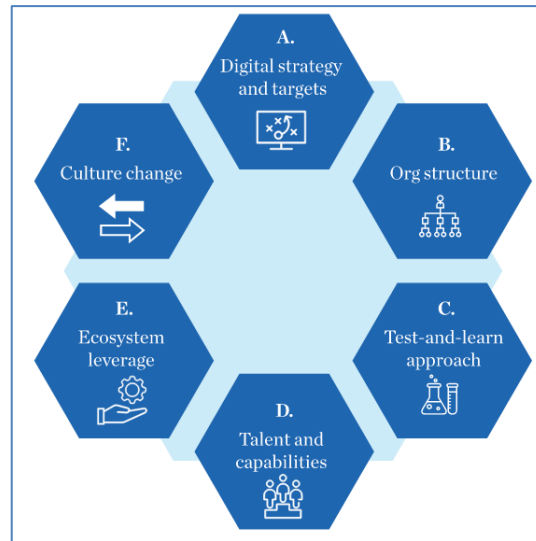 A.
Digital strategy
and targets
B.
Org structure
C.
Test-and-learn
approach
D.
Talent and
capabilities
E.
Ecosystem
leverage
F.
Culture change